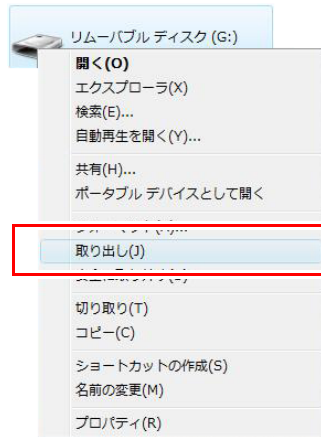 リムーバブル ディスク (G:)
開く(O)
エクスプローラ(X)
検索(E)...
自動再生を開く(Y)...
共有(H)...
ポータブル デバイスとして開く
取り出し(J)
切り取り(T)
コピー(C)
ショートカットの作成(S)
名前の変更(M)
プロパティ(R)